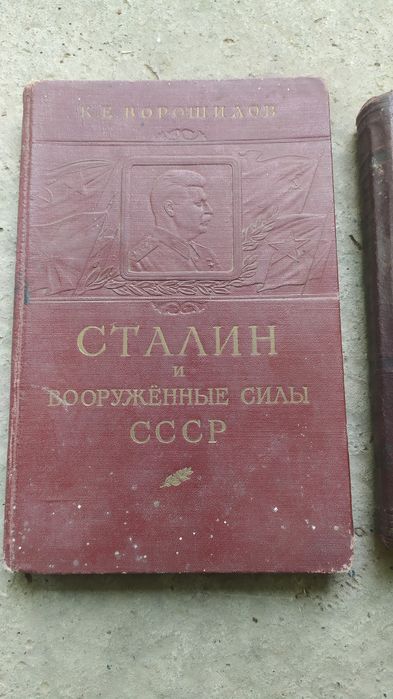 К. Е. ВОРОШИЛОВ
СТАЛИН
И
ВООРУЖЁННЫЕ СИЛЫ
СССР